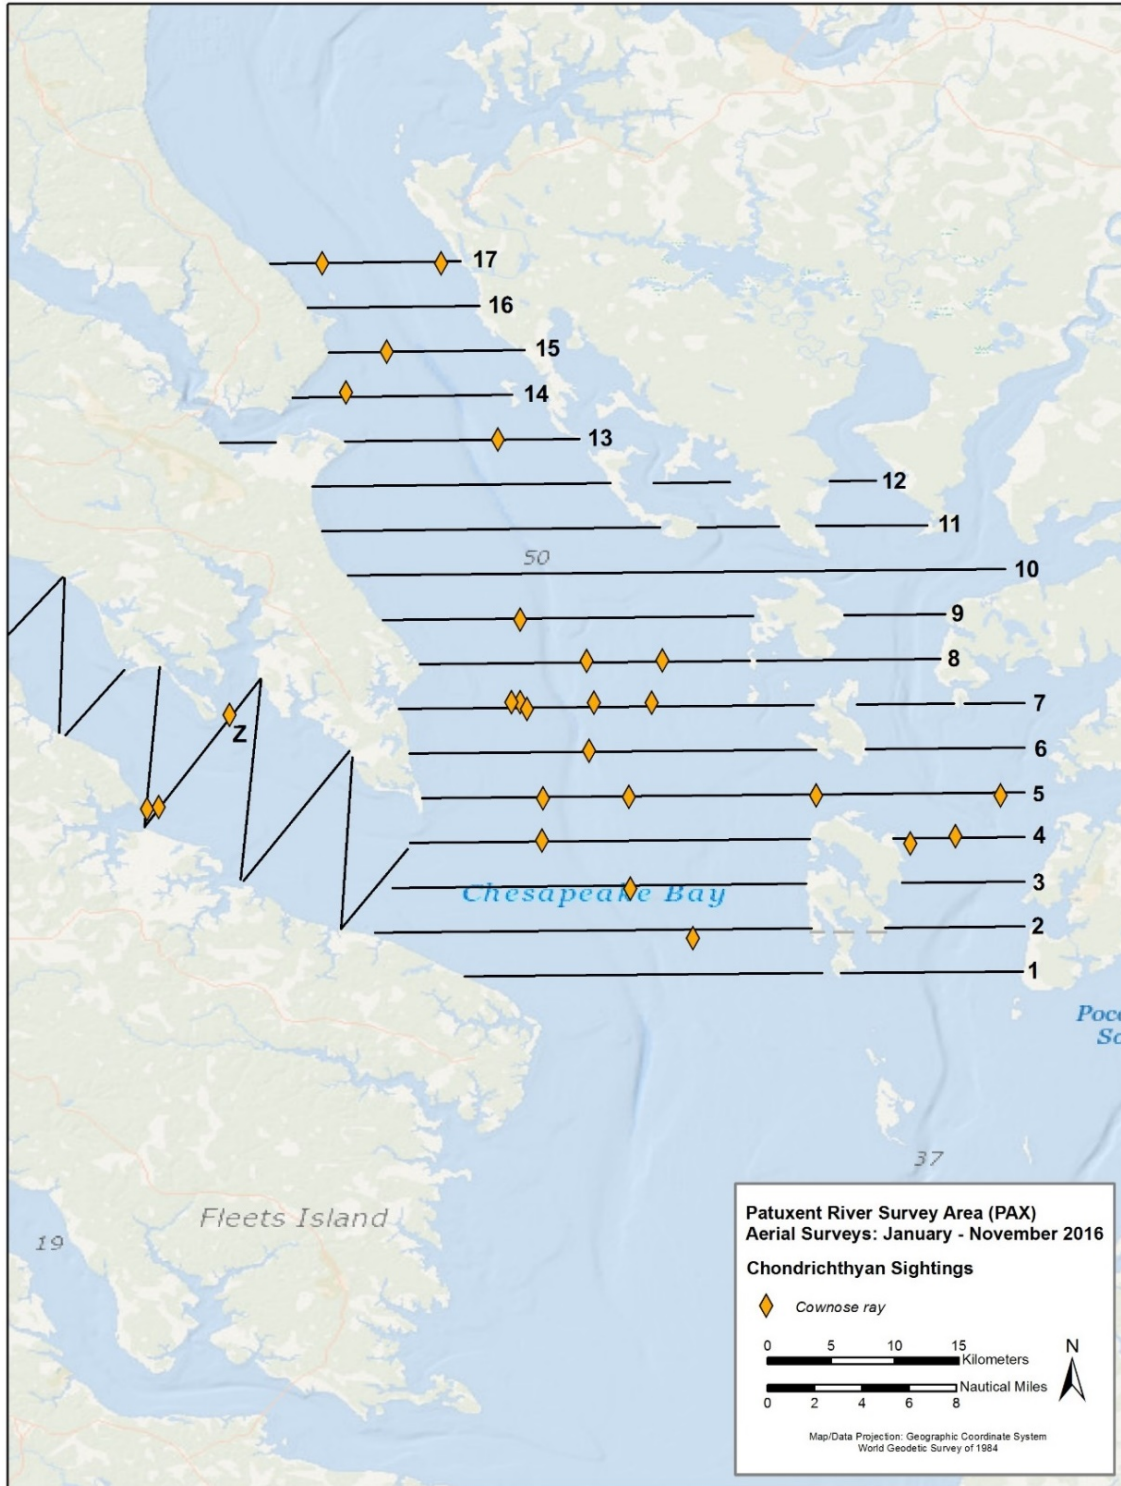 17
16
15
14
13
12
11
50
10
9
8
7
Z
6
5
4
3
Chesapeake Bay
2
1
Poco
So
37
Fleets Island
19
Patuxent River Survey Area (PAX)
Aerial Surveys: January - November 2016
Chondrichthyan Sightings
Cownose ray
N
0 5 10 15
Kilometers
Nautical Miles
0 2 4 6 8
Map/Data Projection: Geographic Coordinate System
World Geodetic Survey of 1984